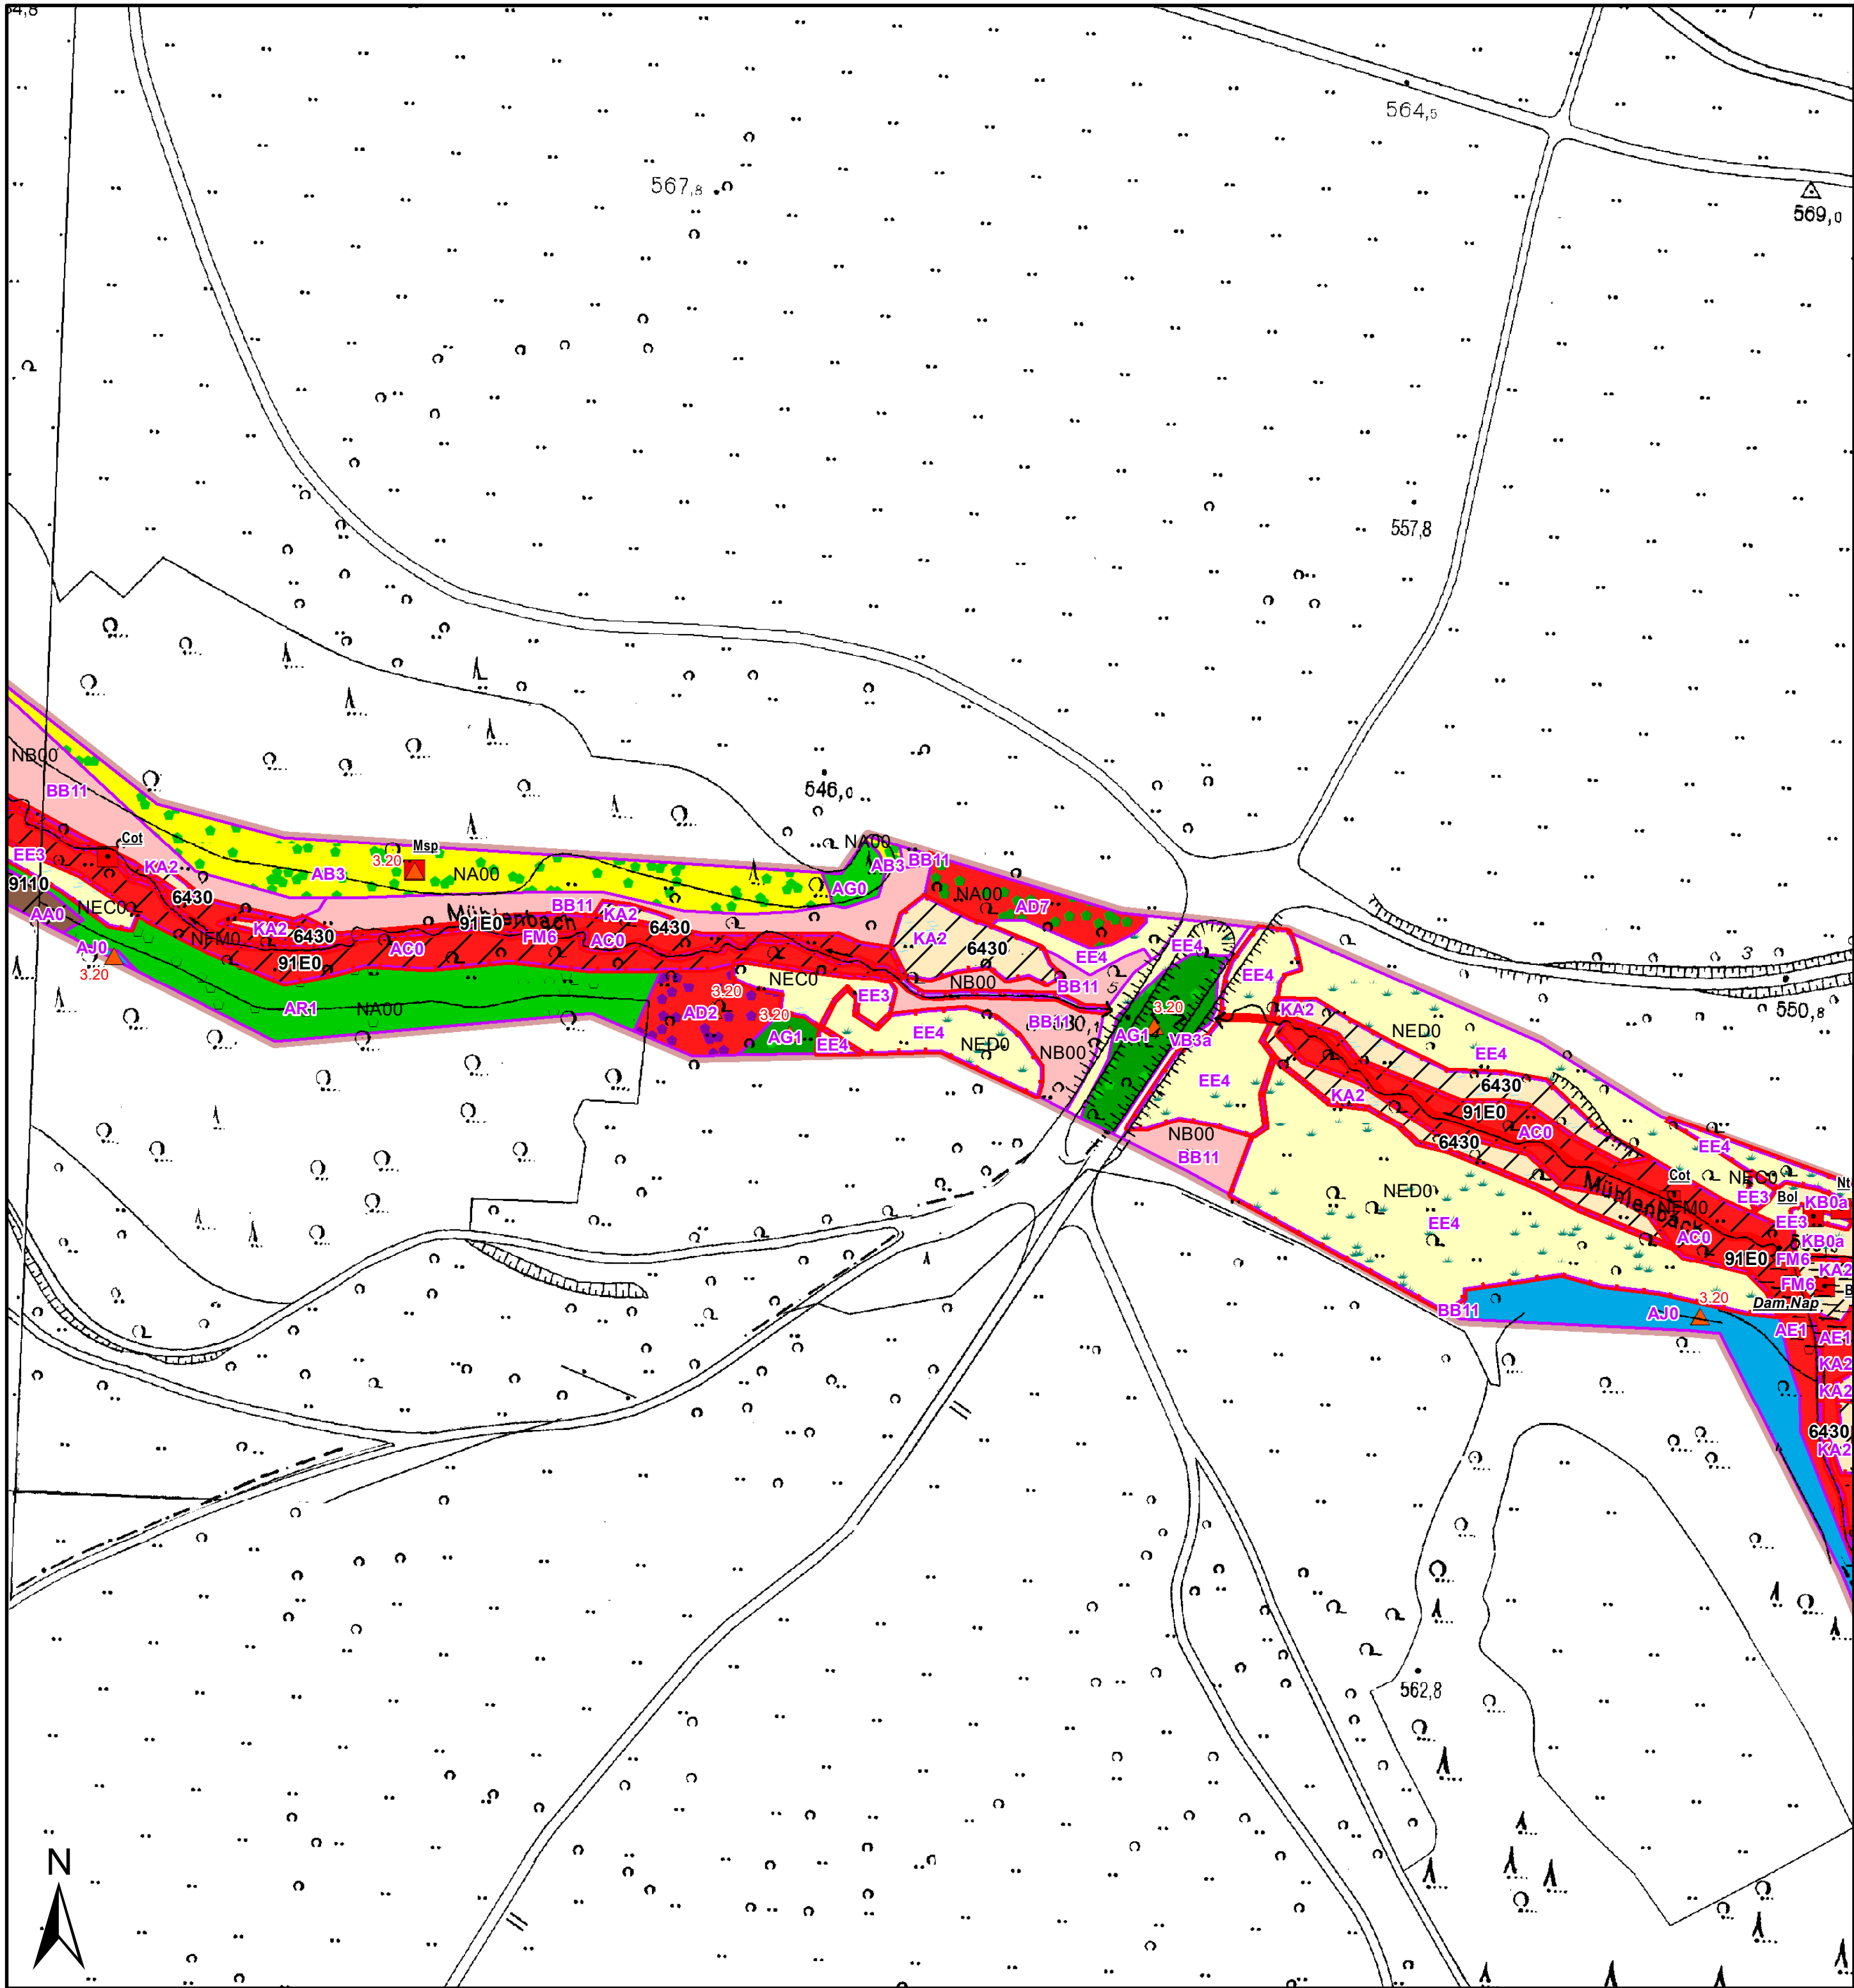 564,5
567,8
569,0
557,8
546,0
NB00
BB11
Cot
Msp
3.20
NA00
AB3
NA00
AB3
BB11
AG0
EE3
KA2
9110
NEC0
6430
AA0
NFM0
KA2
6430
Mühlenbach
91E0
BB11
KA2
6430
FM6
AC0
AC0
91E0
AJ0
3.20
AR1
NA00
NA00
AD7
KA2
6430
EE4
EE4
EE4
NB00
BB11
NEC0
3.20
AD2
3.20
AG1
EE3
EE4
EE4
NED0
BB11
NB00
3.20
AG1
VB3a
EE4
KA2
NED0
EE4
KA2
6430
91E0
AC0
6430
NB00
BB11
550,8
EE4
NED0
EE4
Cot
NEC0
EE3
Bol
KB0a
Mühlenbach
NFM0
EE3
KB0a
AC0
91E0
FM6
KA2
FM6
Dam.Nap
BB11
AJ0
3.20
AE1
AE1
KA2
KA2
6430
KA2
562,8
N